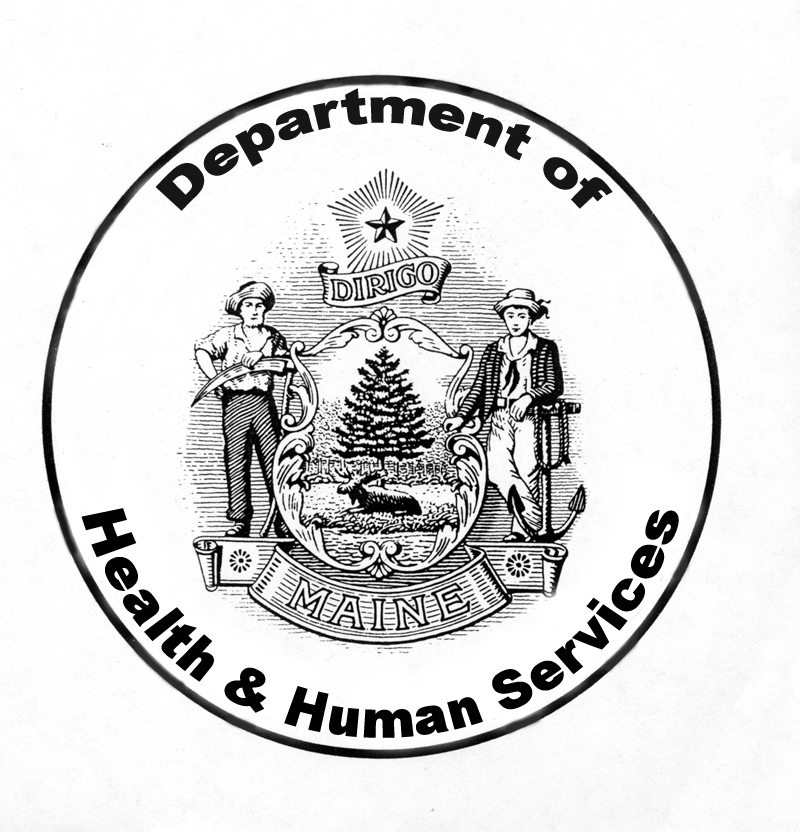 Department of
DIRIGO
MAINE
Health & Human Services